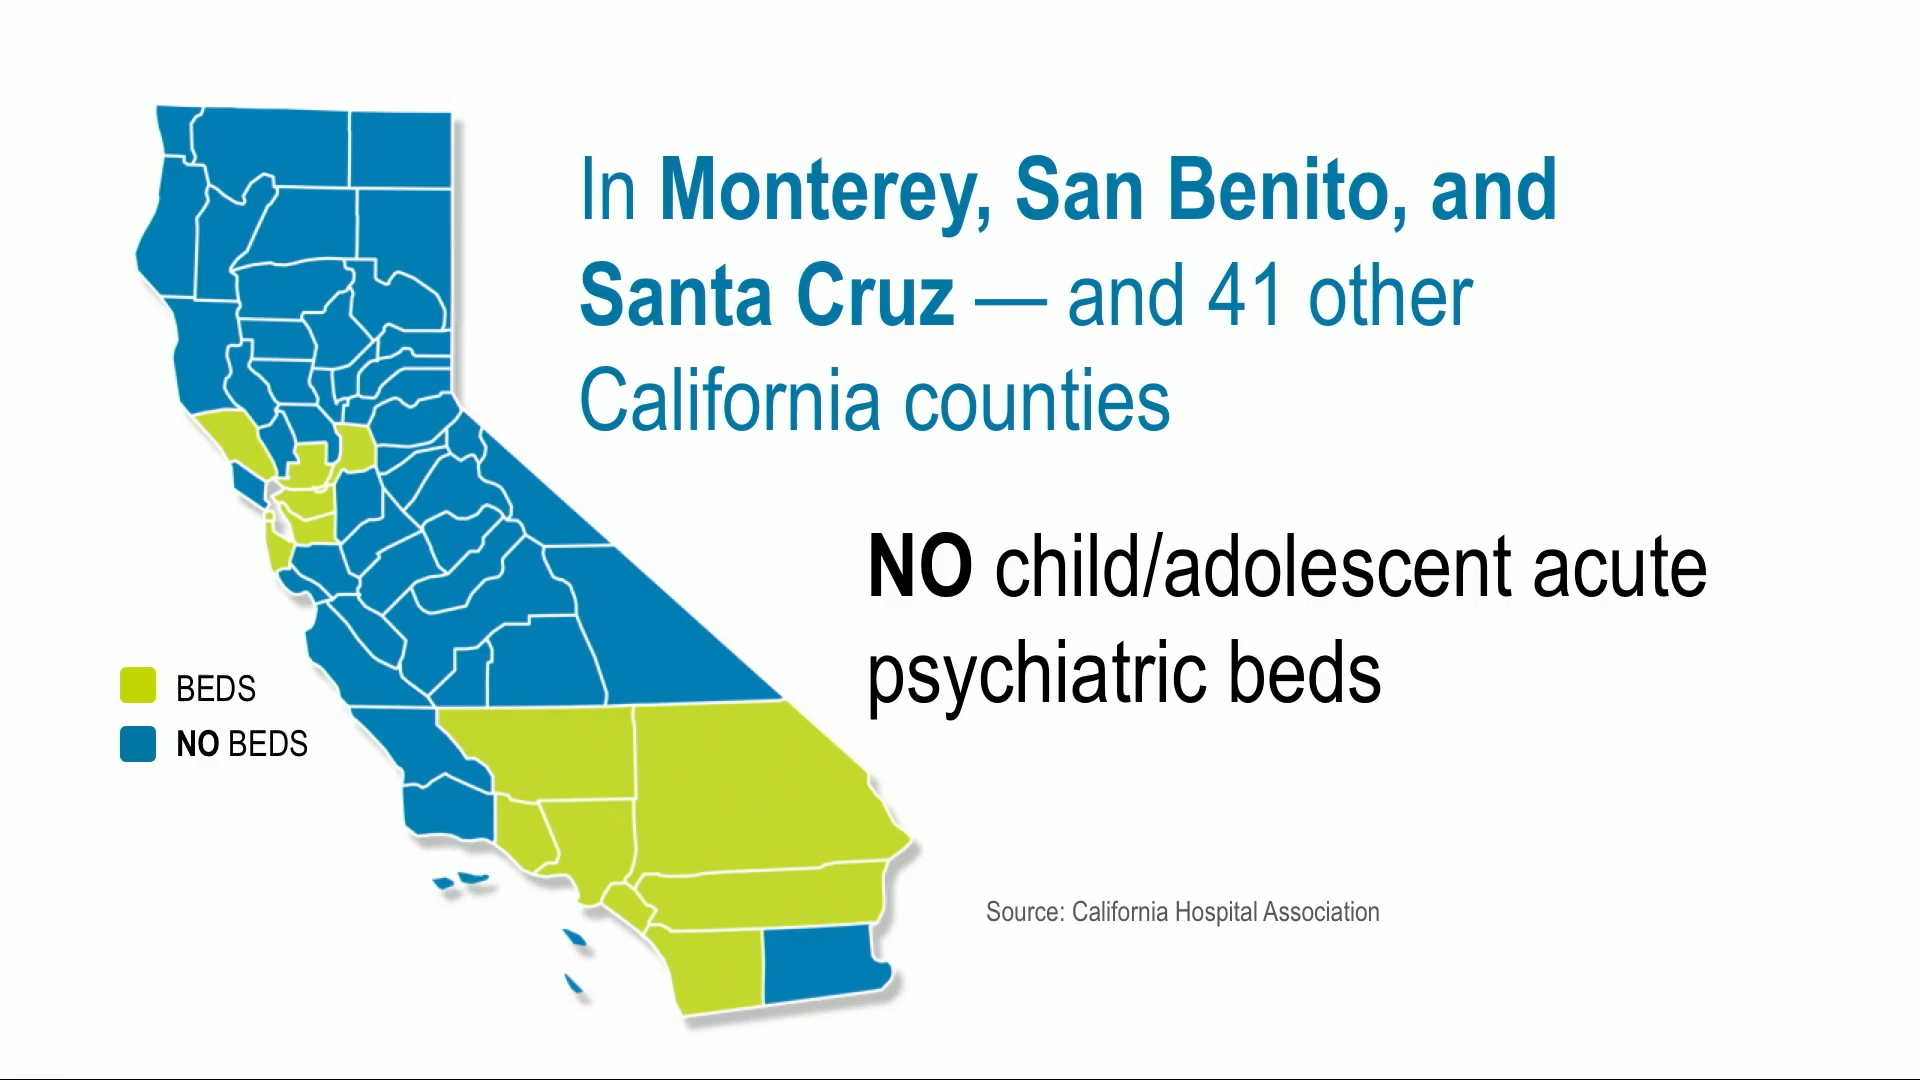 In Monterey, San Benito, and
Santa Cruz — and 41 other
California counties
NO child/adolescent acute
psychiatric beds
BEDS
NO BEDS
Source: California Hospital Association